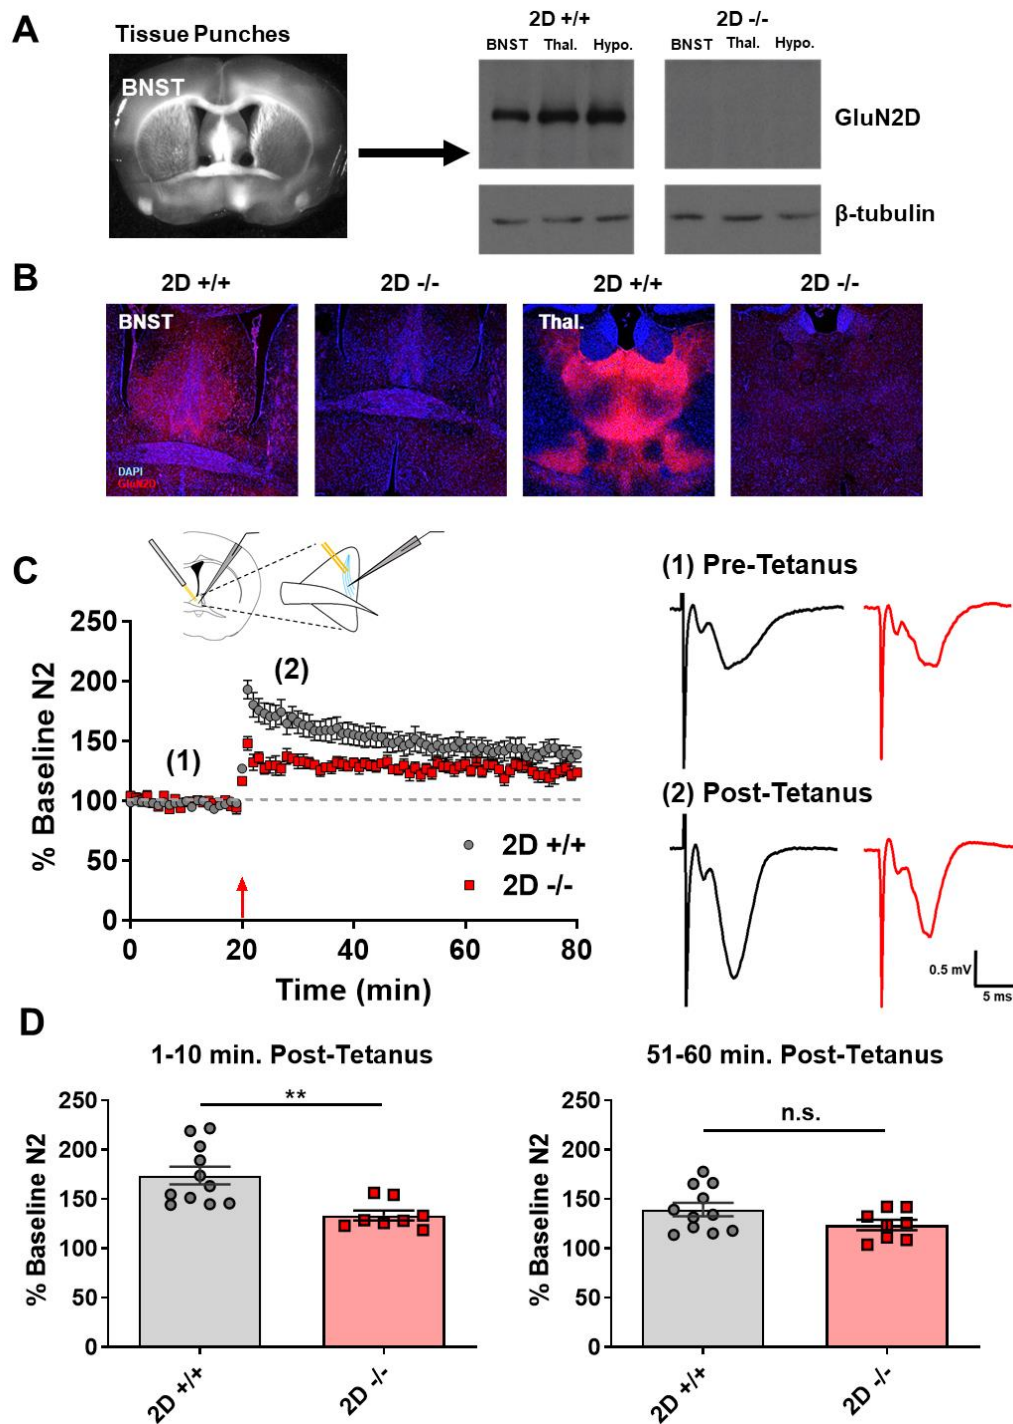 A
Tissue Punches
BNST
2D +/+
BNST Thal. Hypo.
2D -/-
BNST Thal. Hypo.
GluN2D
β-tubulin
B
2D +/+
2D -/-
2D +/+
2D -/-
BNST
DAPI
GluN2D
Thal.
C
% Baseline N2
250
200
150
100
50
0
(1)
(2)
2D +/+
2D -/-
0 20 40 60 80
Time (min)
(1) Pre-Tetanus
(2) Post-Tetanus
0.5 mV
5 ms
D
1-10 min. Post-Tetanus
% Baseline N2
250
200
150
100
50
0
**
2D +/+
2D -/-
51-60 min. Post-Tetanus
% Baseline N2
250
200
150
100
50
0
n.s.
2D +/+
2D -/-